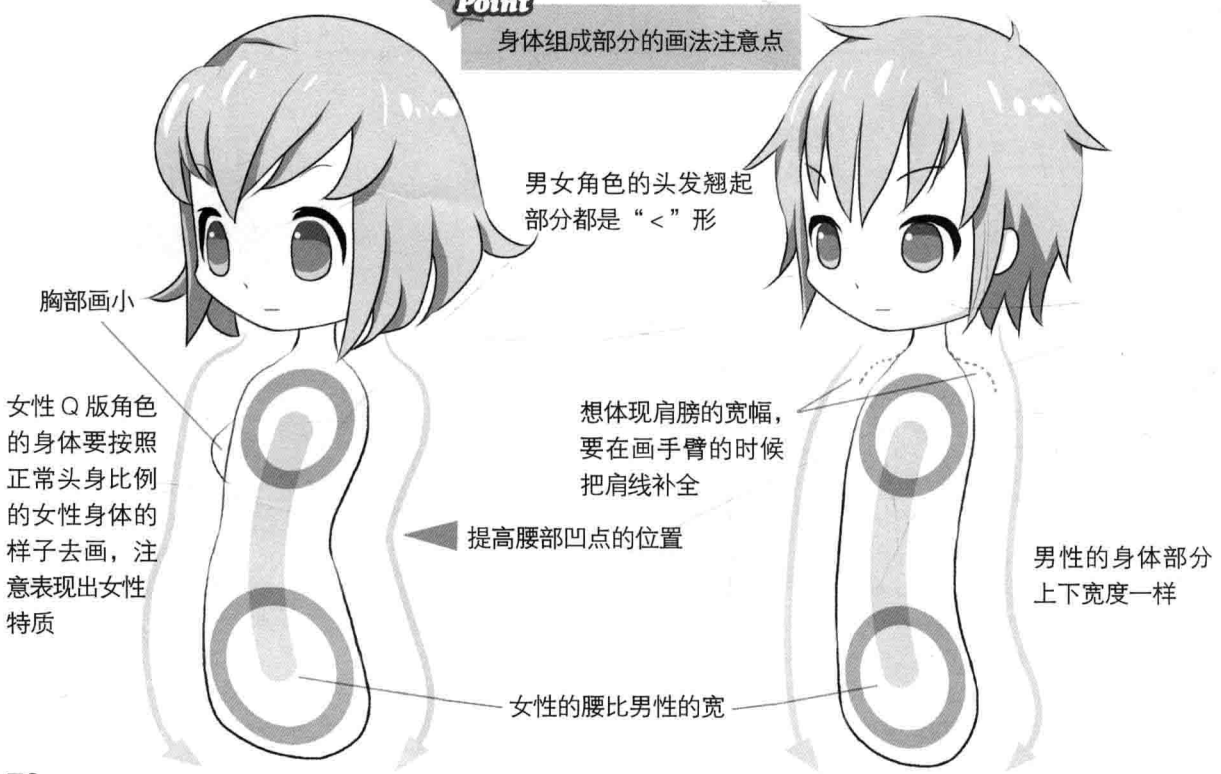 Point
身体组成部分的画法注意点
男女角色的头发翘起
部分都是“<”形
胸部画小
女性 Q 版角色
的身体要按照
正常头身比例
的女性身体的
样子去画，注
意表现出女性
特质
想体现肩膀的宽幅，
要在画手臂的时候
把肩线补全
提高腰部凹点的位置
男性的身体部分
上下宽度一样
女性的腰比男性的宽